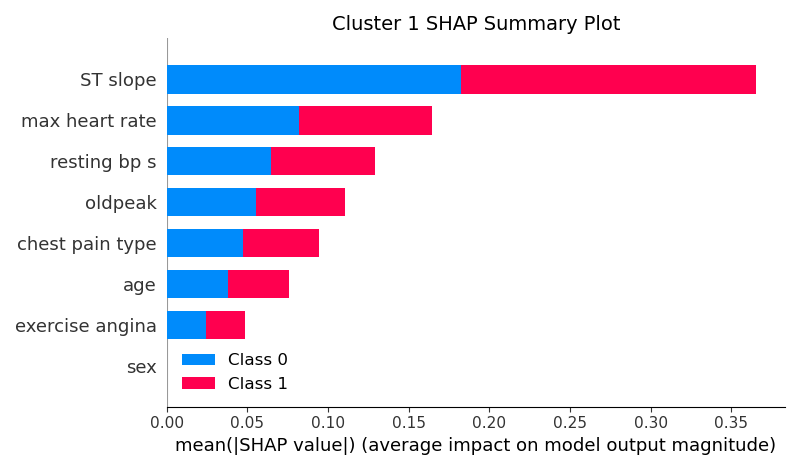 Cluster 1 SHAP Summary Plot
ST slope
max heart rate
resting bp s
oldpeak
chest pain type
age
exercise angina
sex
Class 0
Class 1
0.00 0.05 0.10 0.15 0.20 0.25 0.30 0.35
mean(|SHAP value|) (average impact on model output magnitude)